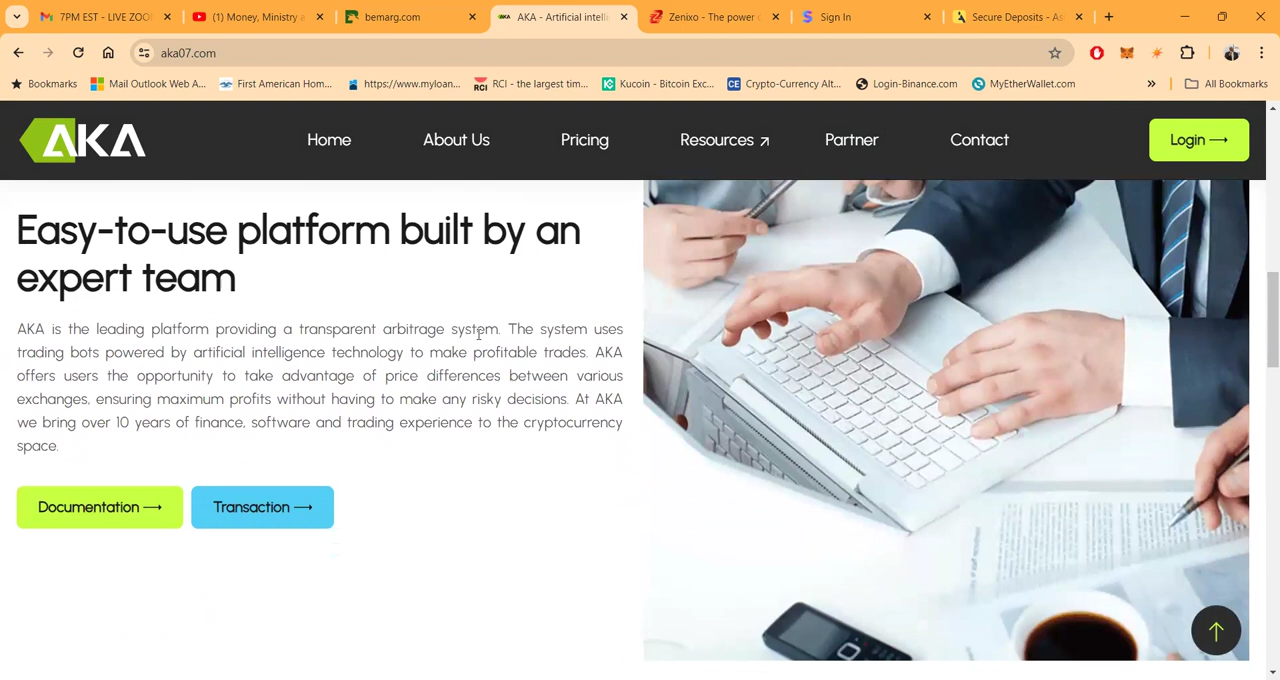 7PM EST - LIVE ZOO
(1) Money, Ministry a
bemarg.com
AKA - Artificial intelli
Zenixo - The power o
Sign In
Secure Deposits - As
aka07.com
Bookmarks
Mail Outlook Web A...
First American Hom...
https://www.myloan...
RCI - the largest tim...
Kucoin - Bitcoin Exc...
Crypto-Currency Alt...
Login-Binance.com
MyEtherWallet.com
»
All Bookmarks
AKA
Home
About Us
Pricing
Resources
Partner
Contact
Login
Easy-to-use platform built by an
expert team
AKA is the leading platform providing a transparent arbitrage system. The system uses
trading bots powered by artificial intelligence technology to make profitable trades. AKA
offers users the opportunity to take advantage of price differences between various
exchanges, ensuring maximum profits without having to make any risky decisions. At AKA
we bring over 10 years of finance, software and trading experience to the cryptocurrency
space.
Documentation
Transaction